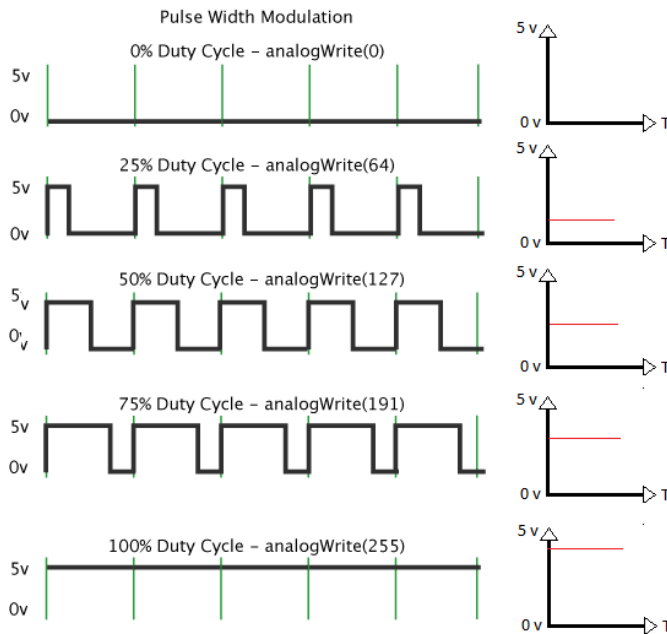 Pulse Width Modulation
0% Duty Cycle – analogWrite(0)
5v
0v
5 v
0 v
T
25% Duty Cycle – analogWrite(64)
5v
0v
5 v
0 v
T
50% Duty Cycle – analogWrite(127)
5v
0v
v
5 v
0 v
T
75% Duty Cycle – analogWrite(191)
5v
0v
5 v
0 v
T
100% Duty Cycle – analogWrite(255)
5v
0v
5 v
0 v
T